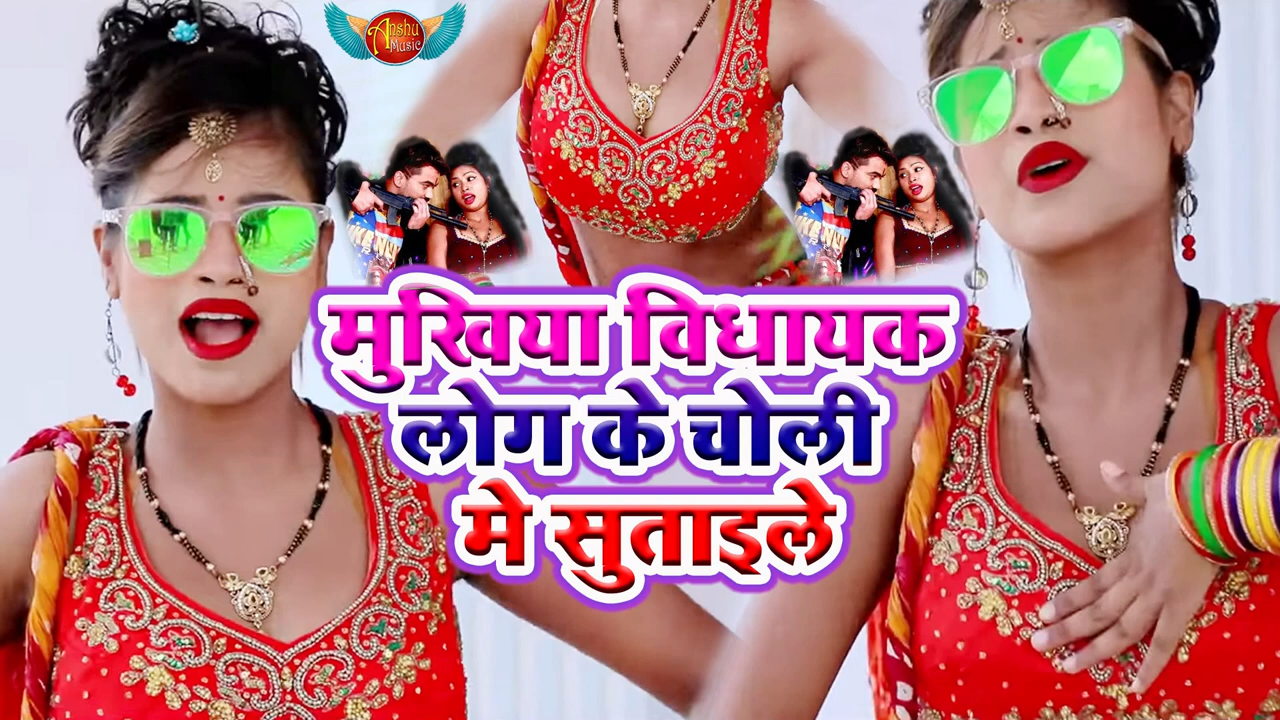 Anshu
Music
मुखिया विधायक
लोग के चोली
मे सुताइले